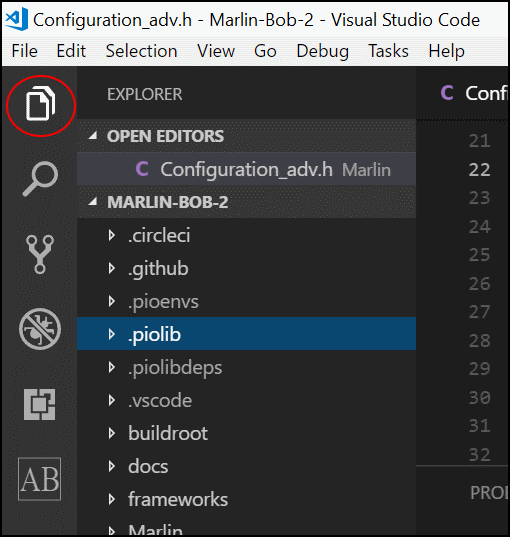 Configuration_adv.h - Marlin-Bob-2 - Visual Studio Code
File Edit Selection View Go Debug Tasks Help
EXPLORER
C
OPEN EDITORS
C Configuration_adv.h Marlin
MARLIN-BOB-2
.circleci
.github
.pioenvs
.piolib
.piolibdeps
.vscode
buildroot
docs
frameworks
Marlin
AB
21
22
23
24
25
26
27
28
29
30
31
32